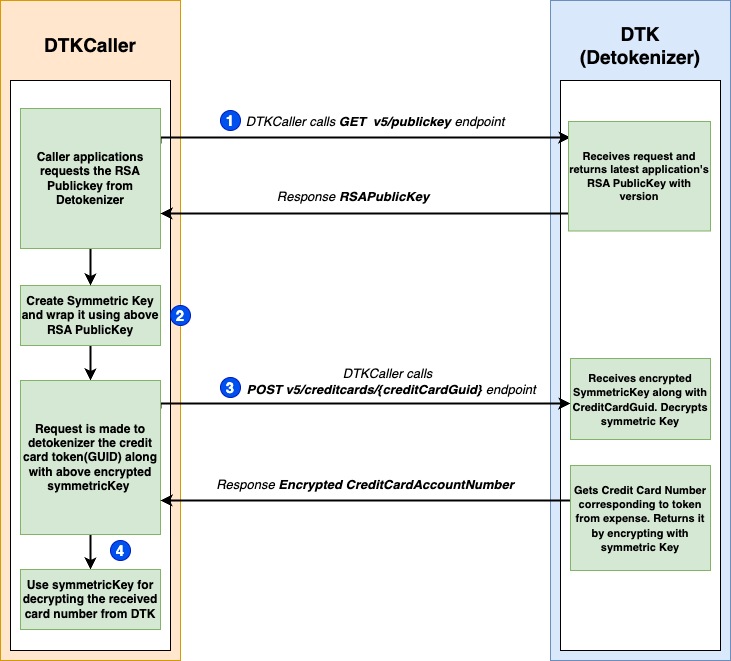 DTKCaller
DTK
(Detokenizer)
1
DTKCaller calls GET v5/publickey endpoint
Caller applications
requests the RSA
Publickey from
Detokenizer
Receives request and
returns latest application's
RSA PublicKey with
version
Response RSAPublicKey
Create Symmetric Key
and wrap it using above
RSA PublicKey
2
DTKCaller calls
3
POST v5/creditcards/{creditCardGuid} endpoint
Receives encrypted
SymmetricKey along with
CreditCardGuid. Decrypts
symmetric Key
Request is made to
detokenizer the credit
card token(GUID) along
with above encrypted
symmetricKey
Response Encrypted CreditCardAccountNumber
Gets Credit Card Number
corresponding to token
from expense. Returns it
by encrypting with
symmetric Key
4
Use symmetricKey for
decrypting the received
card number from DTK